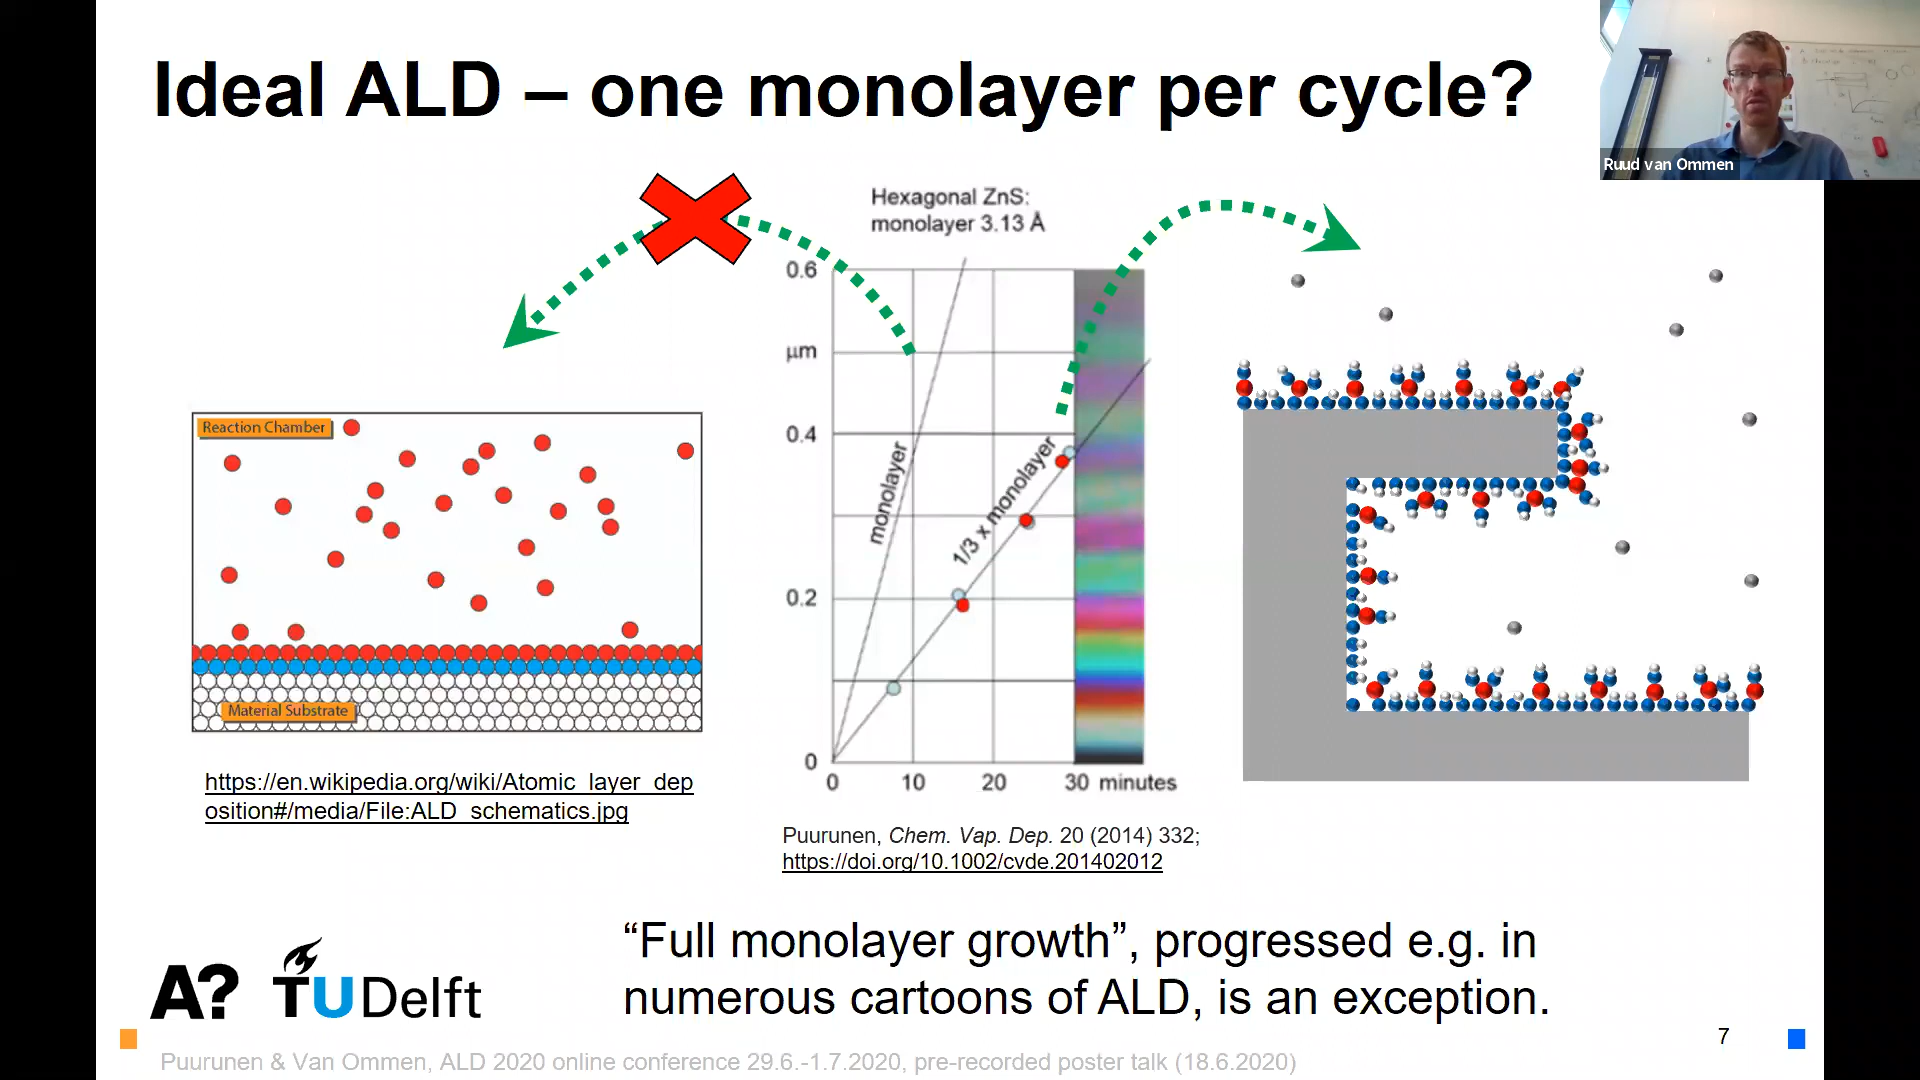 Ideal ALD – one monolayer per cycle?
Ruud van Ommen
Hexagonal ZnS:
monolayer 3.13 Å
0.6
µm
0.4
0.2
0
0
10
20
30 minutes
monolayer
1/3 x monolayer
Reaction Chamber
Material Substrate
https://en.wikipedia.org/wiki/Atomic_layer_dep
osition#/media/File:ALD_schematics.jpg
Puurunen, Chem. Vap. Dep. 20 (2014) 332;
https://doi.org/10.1002/cvde.201402012
“Full monolayer growth”, progressed e.g. in
numerous cartoons of ALD, is an exception.
A?
TUDelft
7
Puurunen & Van Ommen, ALD 2020 online conference 29.6.-1.7.2020, pre-recorded poster talk (18.6.2020)